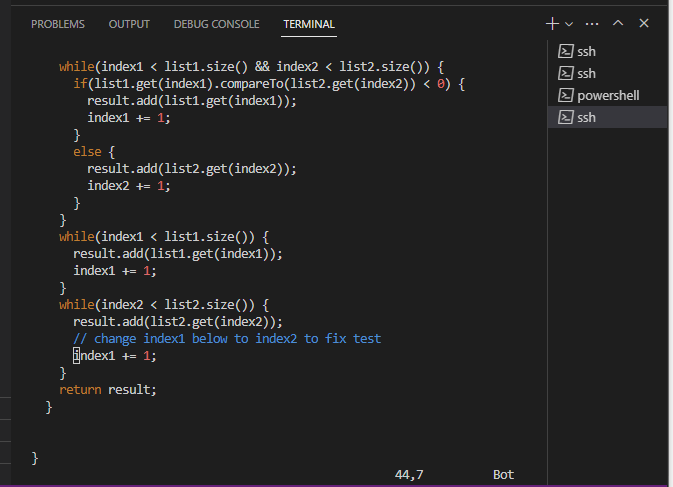 PROBLEMS OUTPUT DEBUG CONSOLE TERMINAL
while(index1 < list1.size() && index2 < list2.size()) {
if(list1.get(index1).compareTo(list2.get(index2)) < 0) {
result.add(list1.get(index1));
index1 += 1;
}
else {
result.add(list2.get(index2));
index2 += 1;
}
}
while(index1 < list1.size()) {
result.add(list1.get(index1));
index1 += 1;
}
while(index2 < list2.size()) {
result.add(list2.get(index2));
// change index1 below to index2 to fix test
index1 += 1;
}
return result;
}
}
44,7 Bot
ssh
ssh
powershell
ssh